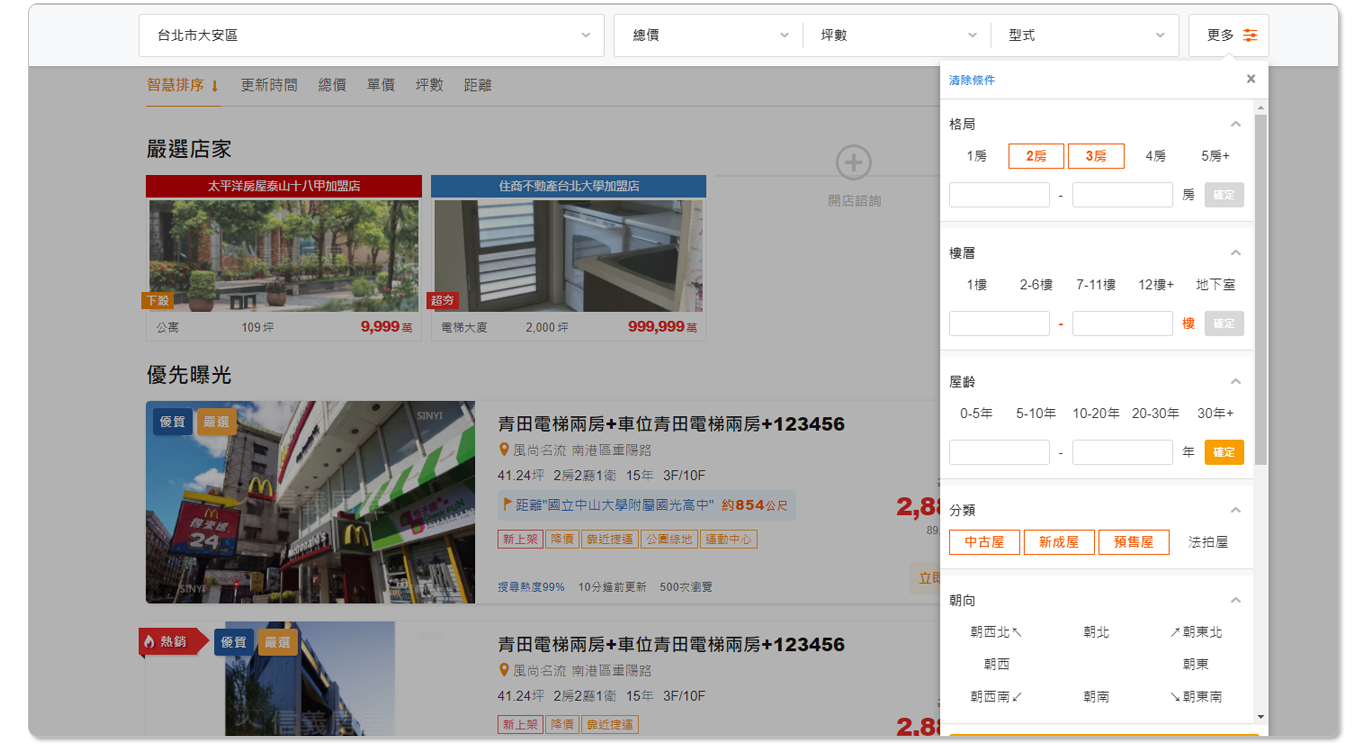 台北市大安區
總價
坪數
型式
更多
智慧排序 ↓ 更新時間 總價 單價 坪數 距離
嚴選店家
太平洋房屋泰山十八甲加盟店
下殺
公寓 109 坪 9,999 萬
住商不動產台北大學加盟店
超夯
電梯大廈 2,000 坪 999,999 萬
開店諮詢
優先曝光
優質 嚴選
SINYI
得來速
24
McDonald's
SINYI
青田電梯兩房+車位青田電梯兩房+123456
風尚名流 南港區重陽路
41.24坪 2房2廳1衛 15年 3F/10F
距離"國立中山大學附屬國光高中" 約854公尺
新上架 降價 靠近捷運 公園綠地 運動中心
搜尋熱度99% 10分鐘前更新 500次瀏覽
2,88
89.
立即
熱銷 優質 嚴選
青田電梯兩房+車位青田電梯兩房+123456
風尚名流 南港區重陽路
41.24坪 2房2廳1衛 15年 3F/10F
新上架 降價 靠近捷運
2,88
清除條件 ×
格局
1房 2房 3房 4房 5房+
- 房 確定
樓層
1樓 2-6樓 7-11樓 12樓+ 地下室
- 樓 確定
屋齡
0-5年 5-10年 10-20年 20-30年 30年+
- 年 確定
分類
中古屋 新成屋 預售屋 法拍屋
朝向
朝西北↖ 朝北 ↗朝東北
朝西 朝東
朝西南↙ 朝南 ↘朝東南